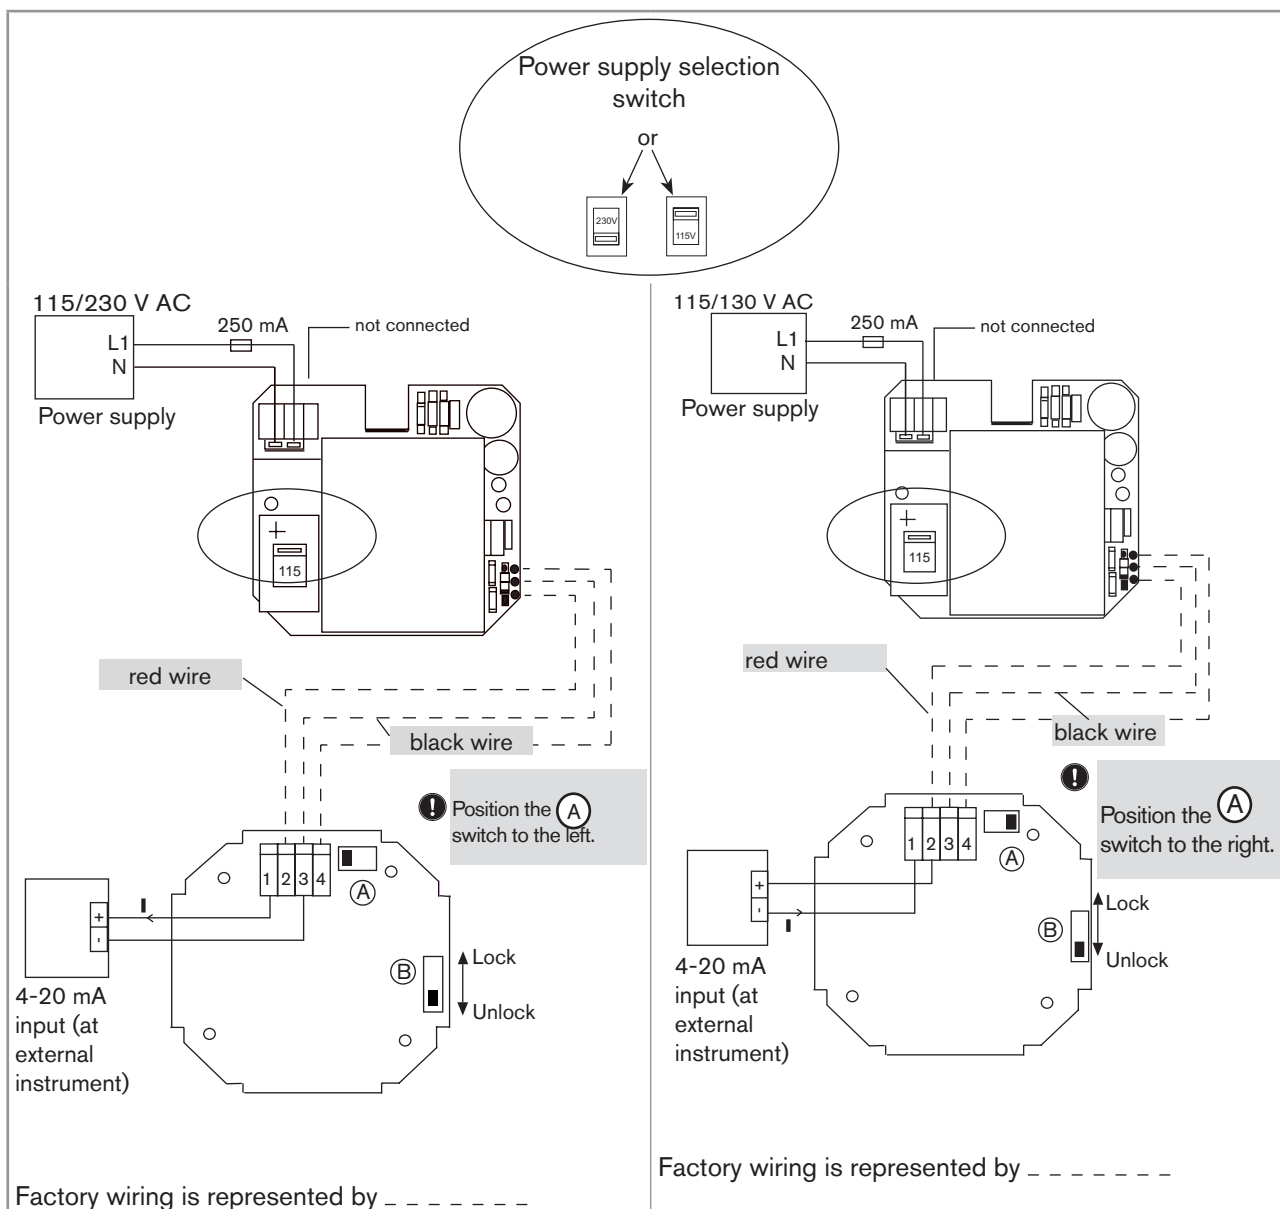 Power supply selection
switch
or
230V
115V
115/230 V AC
L1
N
250 mA
not connected
Power supply
115
red wire
black wire
! Position the A
switch to the left.
1 2 3 4
A
I
+
-
B
Lock
Unlock
4-20 mA
input (at
external
instrument)
Factory wiring is represented by _ _ _ _ _ _ _
115/130 V AC
L1
N
250 mA
not connected
Power supply
115
red wire
black wire
!
Position the A
switch to the right.
1 2 3 4
A
+
-
I
B
Lock
Unlock
4-20 mA
input (at
external
instrument)
Factory wiring is represented by _ _ _ _ _ _ _